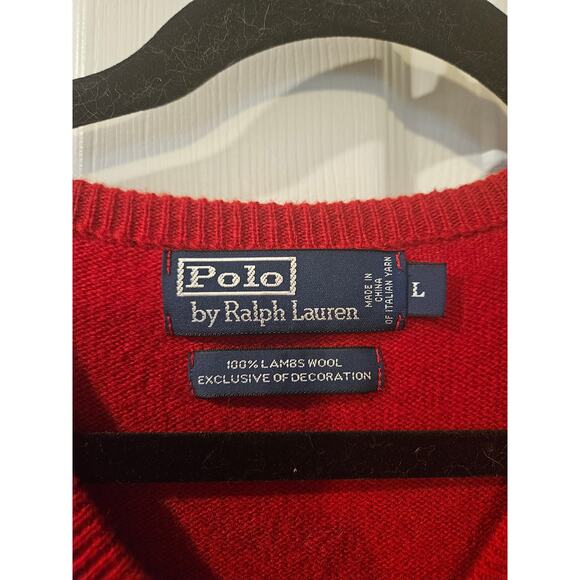 Polo
by Ralph Lauren
MADE IN
CHINA
OF ITALIAN YARN
L
100% LAMBS WOOL
EXCLUSIVE OF DECORATION